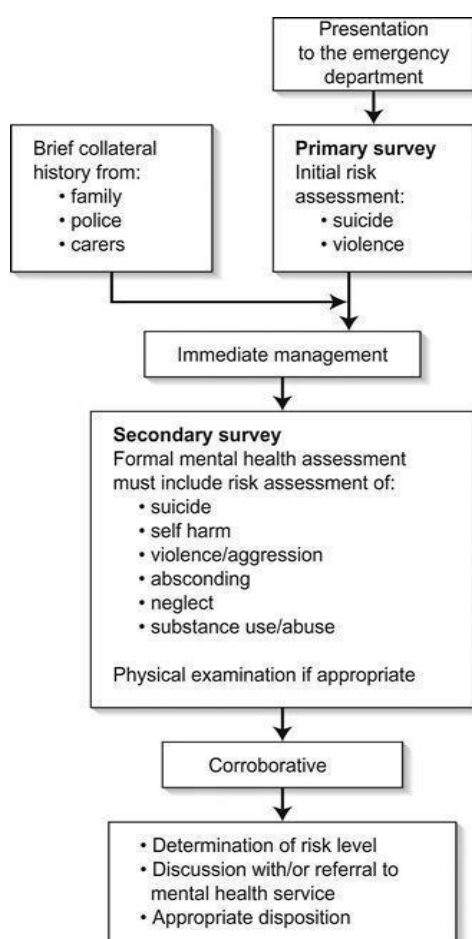 Presentation
to the emergency
department
Brief collateral
history from:
• family
• police
• carers
Primary survey
Initial risk
assessment:
• suicide
• violence
Immediate management
Secondary survey
Formal mental health assessment
must include risk assessment of:
• suicide
• self harm
• violence/aggression
• absconding
• neglect
• substance use/abuse
Physical examination if appropriate
Corroborative
• Determination of risk level
• Discussion with/or referral to
mental health service
• Appropriate disposition